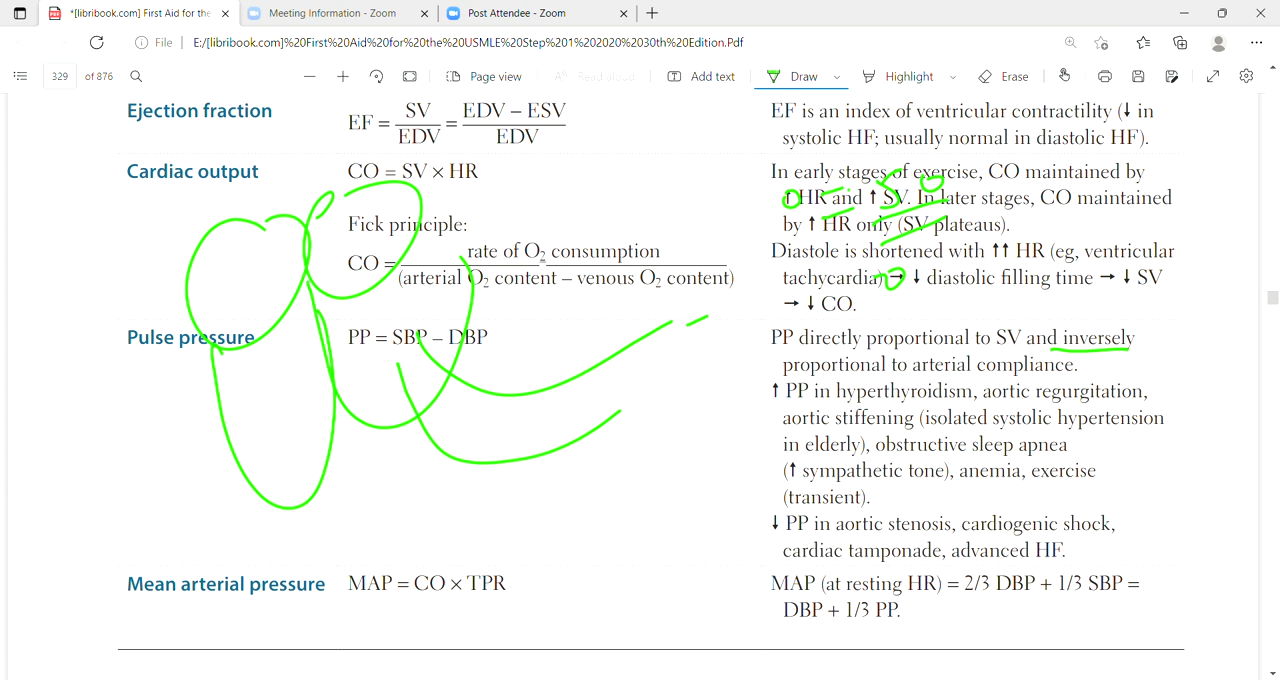 *[libribook.com] First Aid for the
Meeting Information - Zoom
Post Attendee - Zoom
File
E:/[libribook.com]%20First%20Aid%20for%20the%20USMLE%20Step%201%202020%2030th%20Edition.Pdf
329 of 876
Page view
Read aloud
Add text
Draw
Highlight
Erase
Ejection fraction
EF = SV/EDV = EDV – ESV/EDV
EF is an index of ventricular contractility (↓ in
systolic HF; usually normal in diastolic HF).
Cardiac output
CO = SV × HR
Fick principle:
CO = rate of O₂ consumption/(arterial O₂ content – venous O₂ content)
In early stages of exercise, CO maintained by
↑ HR and ↑ SV. In later stages, CO maintained
by ↑ HR only (SV plateaus).
Diastole is shortened with ↑↑ HR (eg, ventricular
tachycardia) → ↓ diastolic filling time → ↓ SV
→ ↓ CO.
Pulse pressure
PP = SBP – DBP
PP directly proportional to SV and inversely
proportional to arterial compliance.
↑ PP in hyperthyroidism, aortic regurgitation,
aortic stiffening (isolated systolic hypertension
in elderly), obstructive sleep apnea
(↑ sympathetic tone), anemia, exercise
(transient).
↓ PP in aortic stenosis, cardiogenic shock,
cardiac tamponade, advanced HF.
Mean arterial pressure
MAP = CO × TPR
MAP (at resting HR) = 2/3 DBP + 1/3 SBP =
DBP + 1/3 PP.